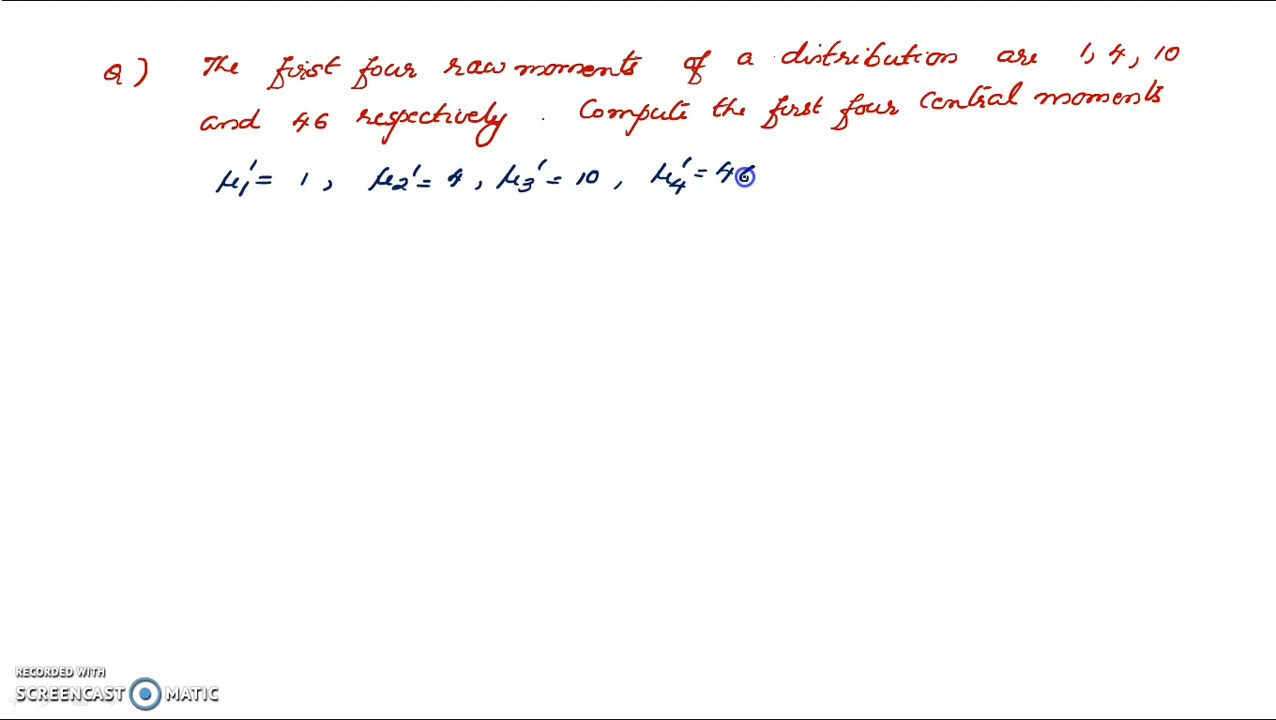 Q) The first four raw moments of a distribution are 1, 4, 10
and 46 respectively. Compute the first four central moments
μ₁' = 1, μ₂' = 4, μ₃' = 10, μ₄' = 46
RECORDED WITH
SCREENCAST MATIC